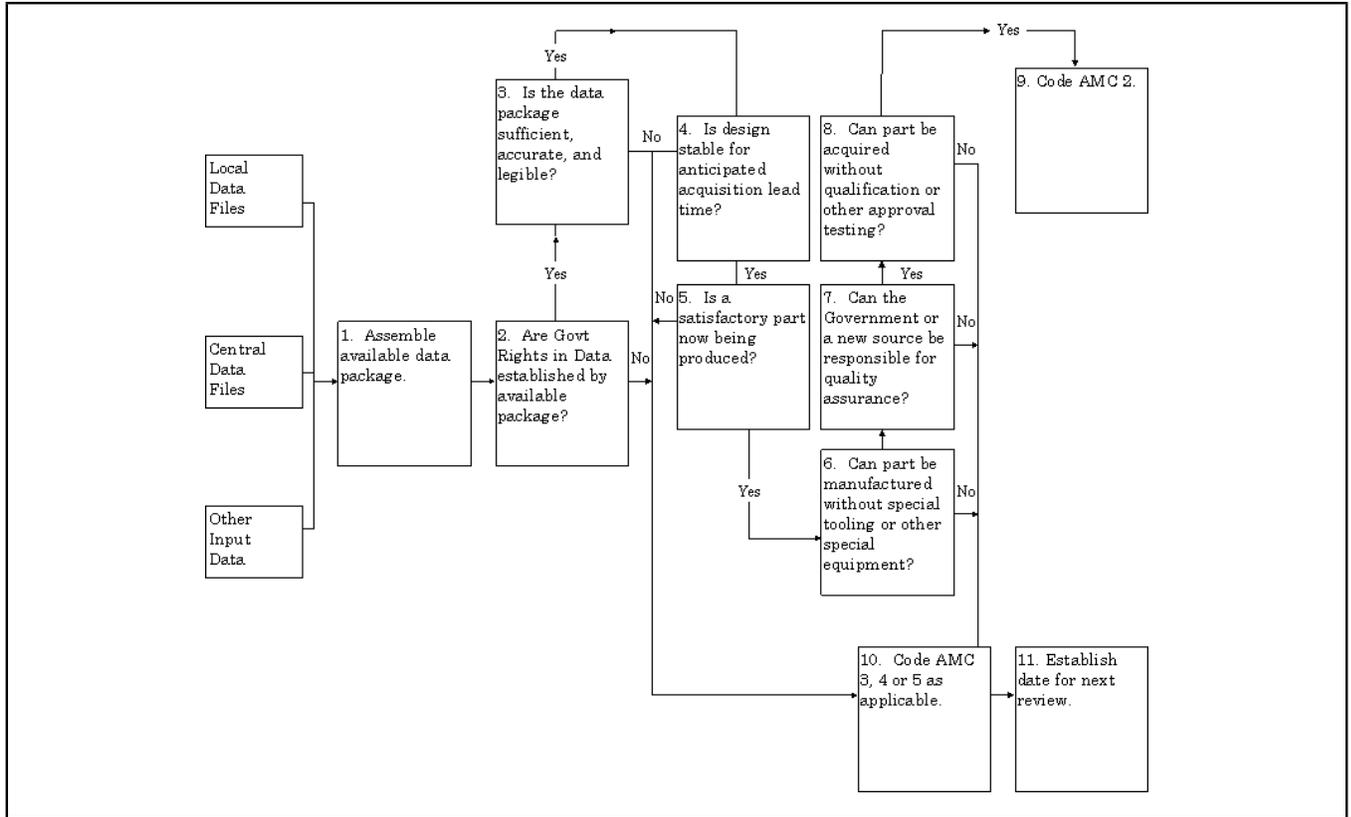 Local
Data
Files
Central
Data
Files
Other
Input
Data
1. Assemble
available data
package.
2. Are Govt
Rights in Data
established by
available
package?
No
Yes
3. Is the data
package
sufficient,
accurate, and
legible?
Yes
No
4. Is design
stable for
anticipated
acquisition lead
time?
Yes
No
5. Is a
satisfactory part
now being
produced?
Yes
6. Can part be
manufactured
without special
tooling or other
special
equipment?
No
7. Can the
Government or
a new source be
responsible for
quality
assurance?
No
Yes
8. Can part be
acquired
without
qualification or
other approval
testing?
No
Yes
9. Code AMC 2.
10. Code AMC
3, 4 or 5 as
applicable.
11. Establish
date for next
review.